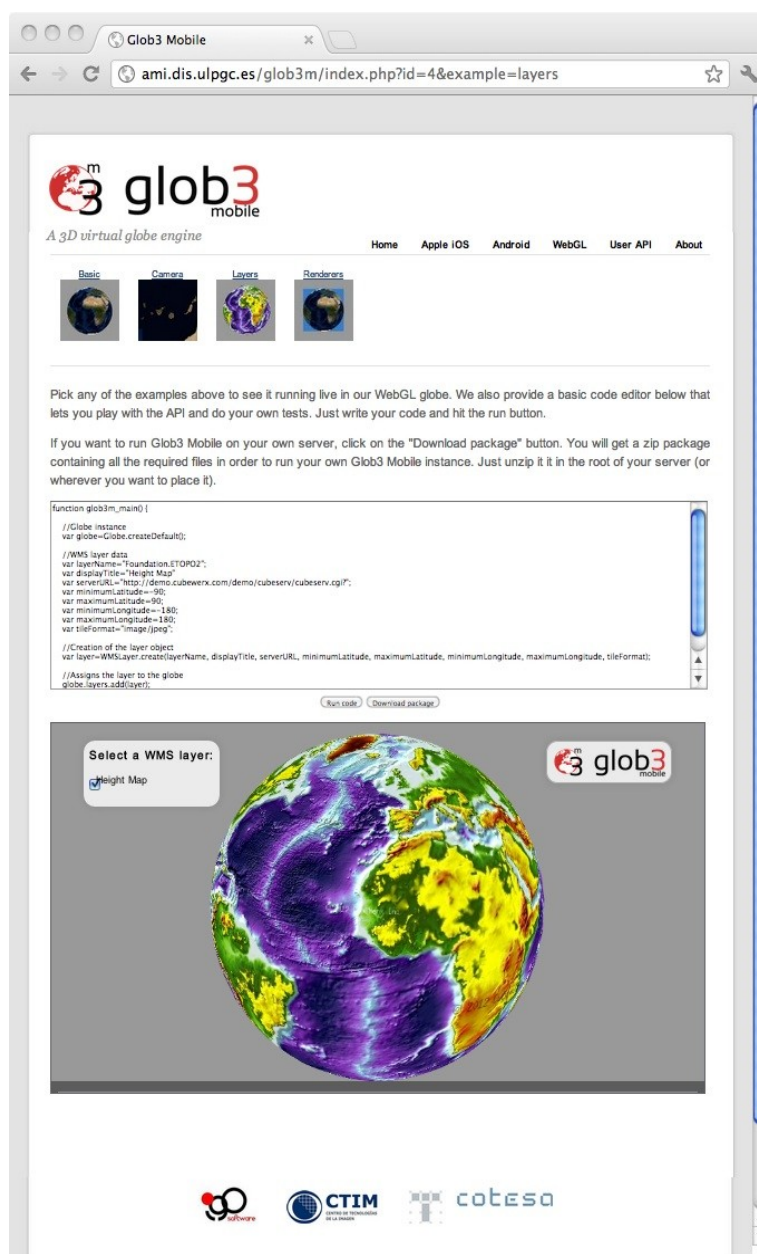 Glob3 Mobile
ami.dis.ulpgc.es/glob3m/index.php?id=4&example=layers
m
3 glob3
mobile
A 3D virtual globe engine
Home Apple iOS Android WebGL User API About
Basic Camera Layers Renderers
Pick any of the examples above to see it running live in our WebGL globe. We also provide a basic code editor below that
lets you play with the API and do your own tests. Just write your code and hit the run button.
If you want to run Glob3 Mobile on your own server, click on the "Download package" button. You will get a zip package
containing all the required files in order to run your own Glob3 Mobile instance. Just unzip it it in the root of your server (or
wherever you want to place it).
function glob3m_main() {
//Globe instance
var globe=Globe.createDefault();
//WMS layer data
var layerName="Foundation.ETOPO2";
var displayTitle="Height Map"
var serverURL="http://demo.cubewerx.com/demo/cubeserv/cubeserv.cgi?";
var minimumLatitude=-90;
var maximumLatitude=90;
var minimumLongitude=-180;
var maximumLongitude=180;
var tileFormat="image/jpeg";
//Creation of the layer object
var layer=WMSLayer.create(layerName, displayTitle, serverURL, minimumLatitude, maximumLatitude, minimumLongitude, maximumLongitude, tileFormat);
//Assigns the layer to the globe
globe.layers.add(layer);
Run code Download package
Select a WMS layer:
Height Map
m
3 glob3
mobile
igo software
CTIM
CENTRO DE TECNOLOGÍAS
DE LA IMAGEN
cotesa